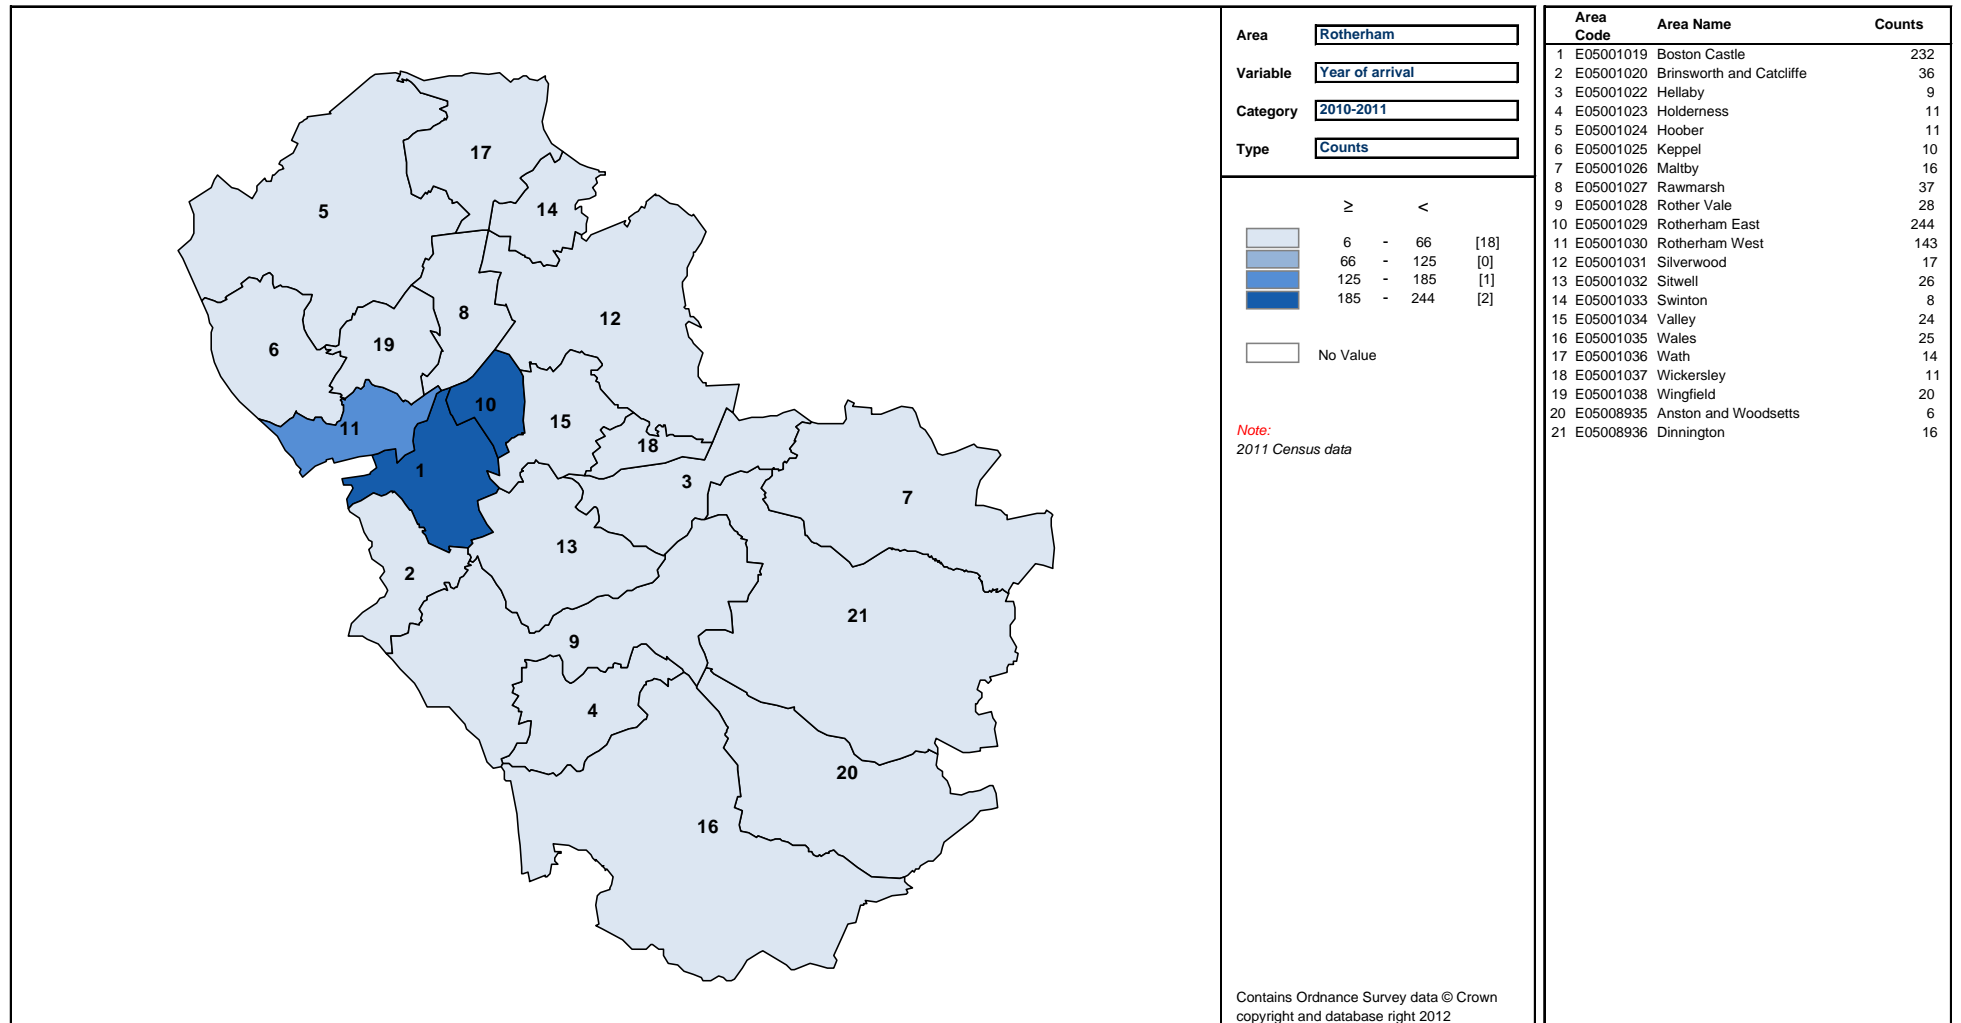 5
17
14
8
12
6
19
10
15
11
18
1
3
7
13
2
21
9
4
20
16
Area Rotherham
Variable Year of arrival
Category 2010-2011
Type Counts
≥ <
6 - 66 [18]
66 - 125 [0]
125 - 185 [1]
185 - 244 [2]
No Value
Note:
2011 Census data
Contains Ordnance Survey data © Crown
copyright and database right 2012
Area Code Area Name Counts
1 E05001019 Boston Castle 232
2 E05001020 Brinsworth and Catcliffe 36
3 E05001022 Hellaby 9
4 E05001023 Holderness 11
5 E05001024 Hoober 11
6 E05001025 Keppel 10
7 E05001026 Maltby 16
8 E05001027 Rawmarsh 37
9 E05001028 Rother Vale 28
10 E05001029 Rotherham East 244
11 E05001030 Rotherham West 143
12 E05001031 Silverwood 17
13 E05001032 Sitwell 26
14 E05001033 Swinton 8
15 E05001034 Valley 24
16 E05001035 Wales 25
17 E05001036 Wath 14
18 E05001037 Wickersley 11
19 E05001038 Wingfield 20
20 E05008935 Anston and Woodsetts 6
21 E05008936 Dinnington 16